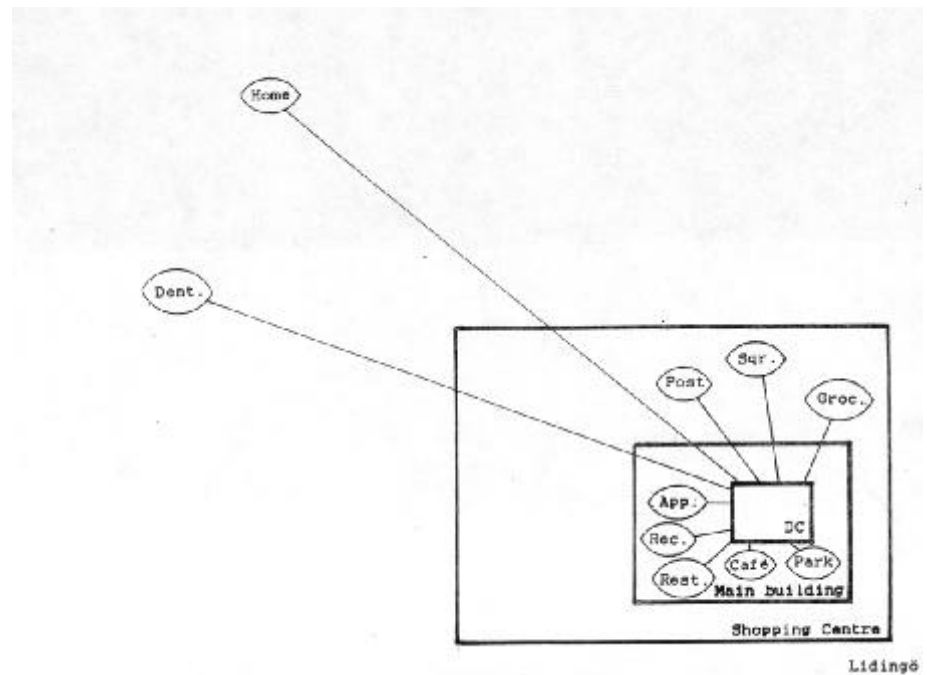 Home
Dent.
Sqr.
Post
Groc.
App.
DC
Rec.
Café
Park
Rest.
Main building
Shopping Centre
Lidingö